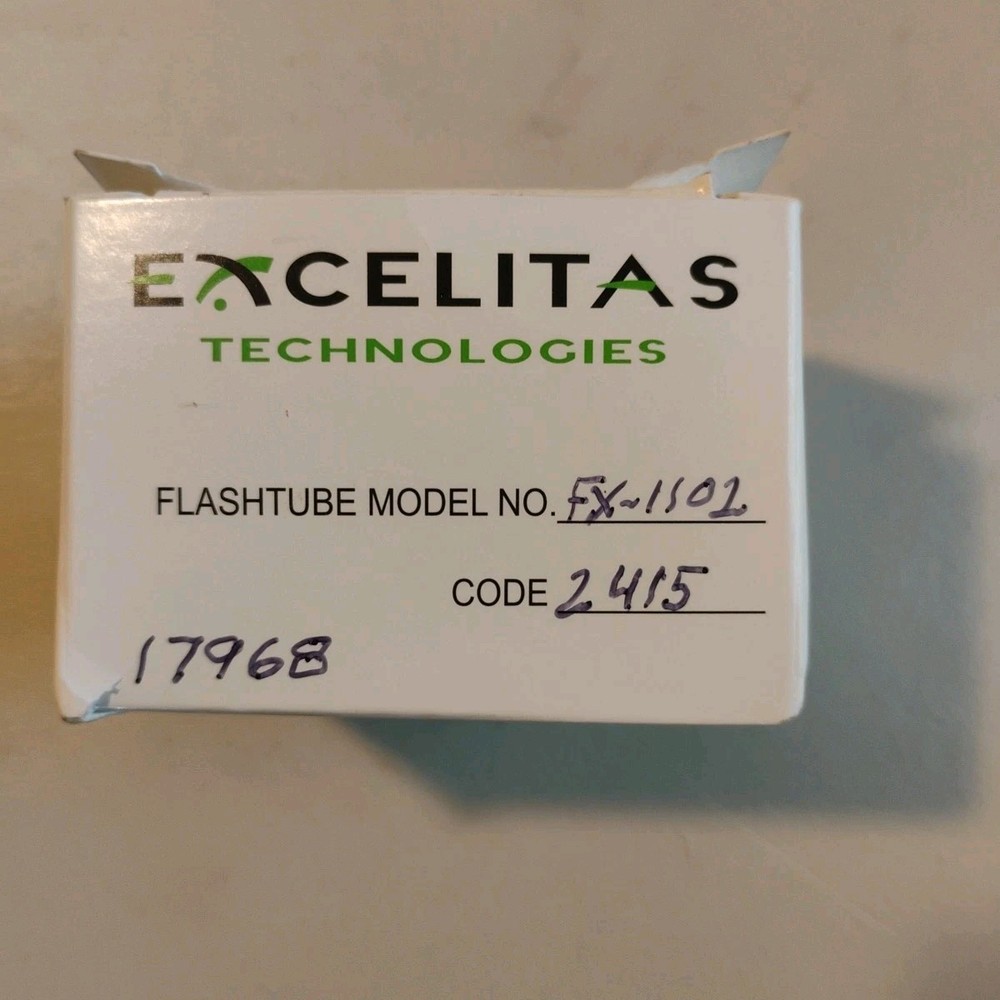 EXCELITAS
TECHNOLOGIES
FLASHTUBE MODEL NO. FX-1102
CODE 2415
17968